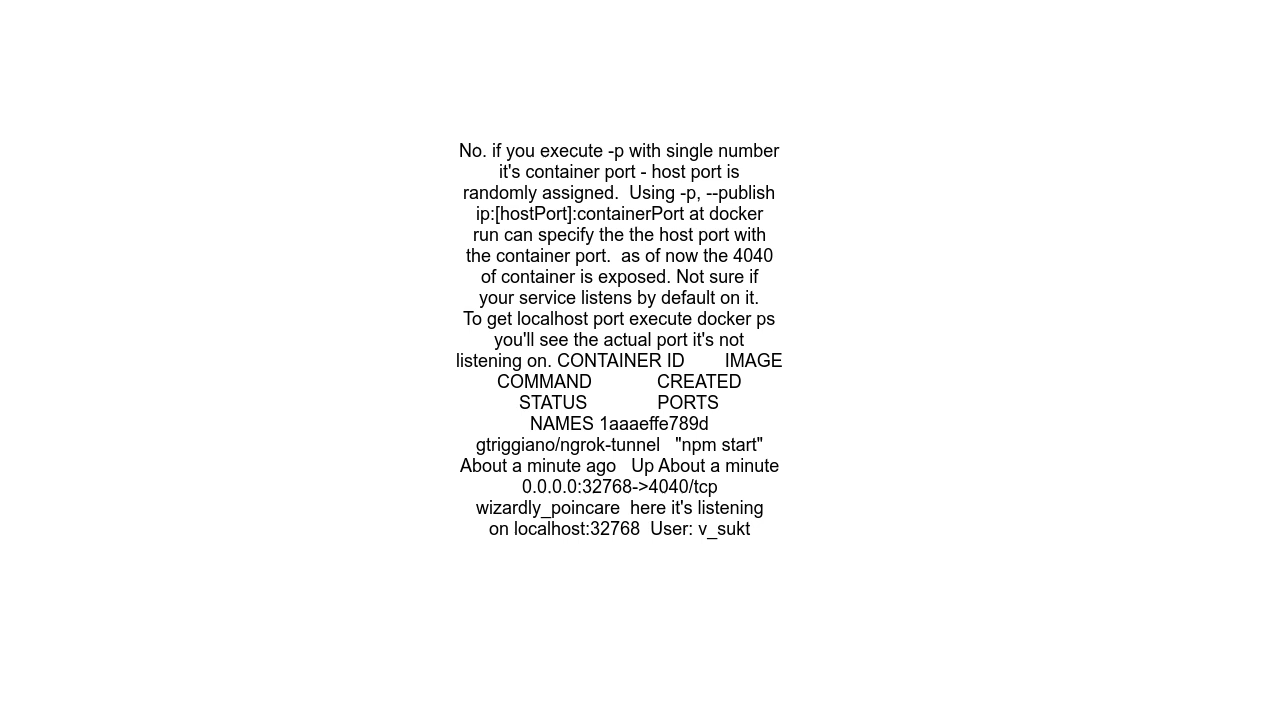 No. if you execute -p with single number
it's container port - host port is
randomly assigned.  Using -p, --publish
ip:[hostPort]:containerPort at docker
run can specify the the host port with
the container port.  as of now the 4040
of container is exposed. Not sure if
your service listens by default on it.
To get localhost port execute docker ps
you'll see the actual port it's not
listening on. CONTAINER ID        IMAGE
COMMAND             CREATED
STATUS              PORTS
NAMES 1aaaeffe789d
gtriggiano/ngrok-tunnel   "npm start"
About a minute ago   Up About a minute
0.0.0.0:32768->4040/tcp
wizardly_poincare  here it's listening
on localhost:32768  User: v_sukt